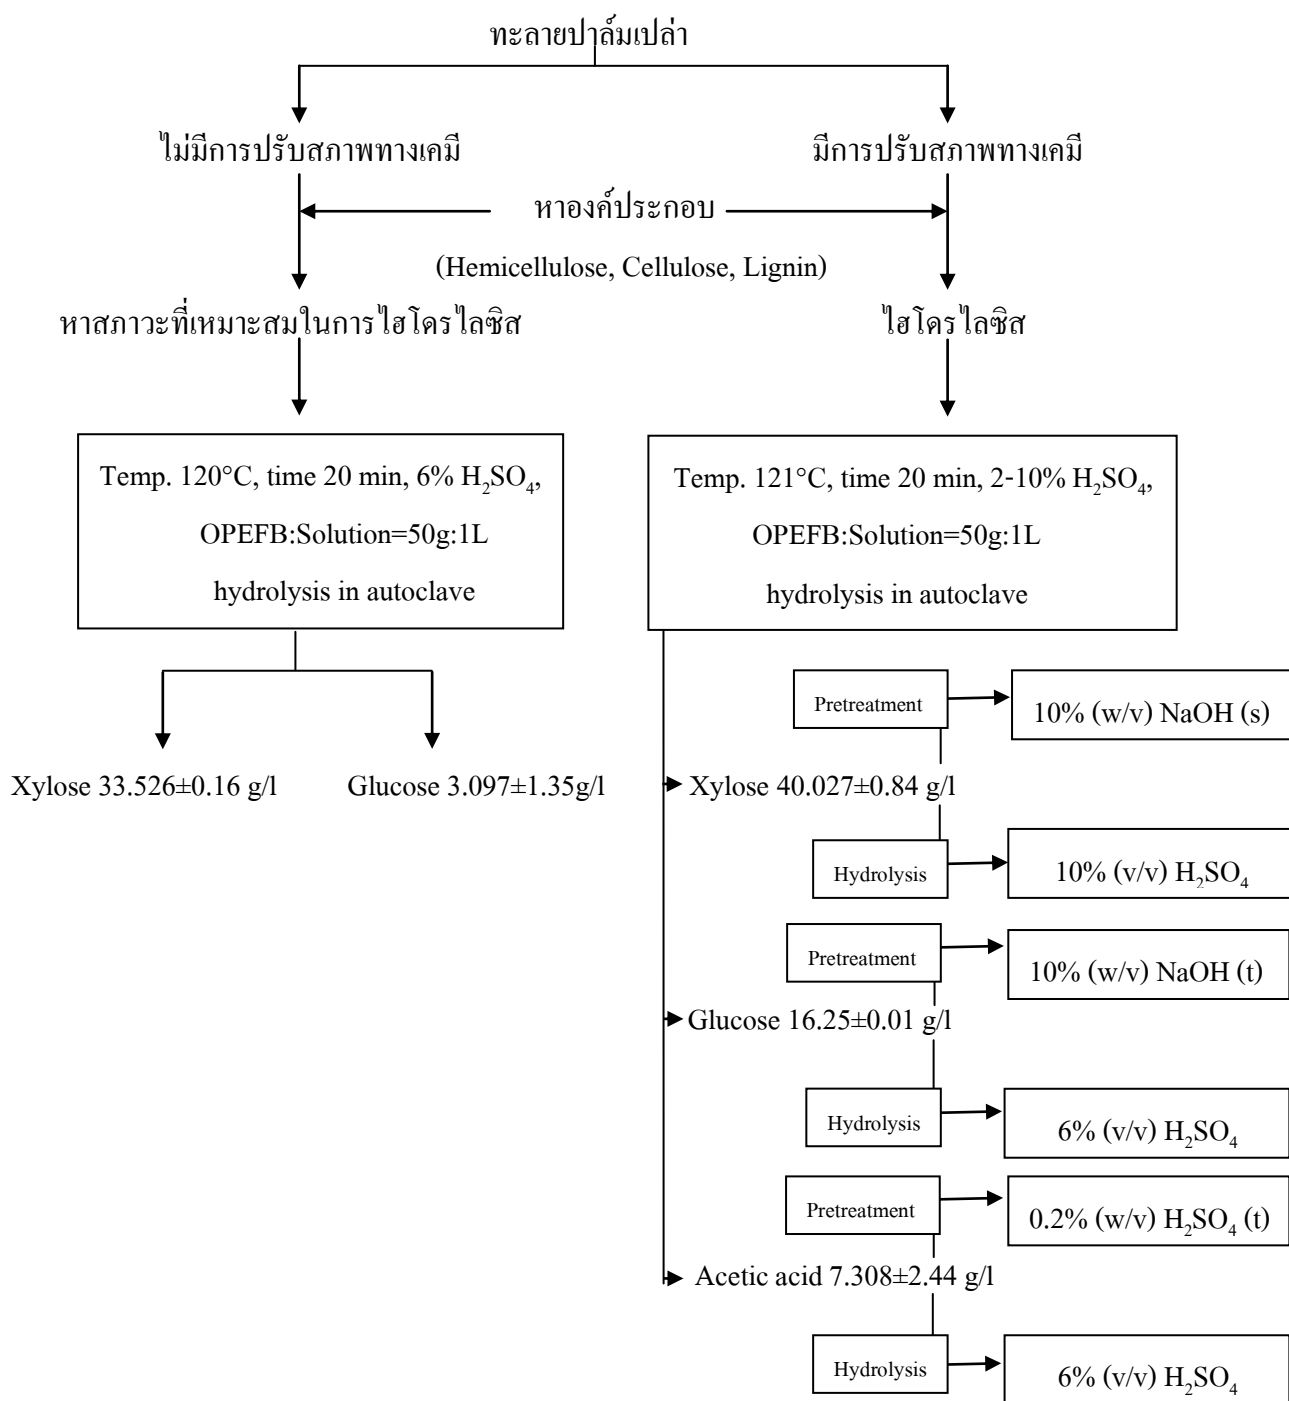 ทะลายปาล์มเปล่า
ไม่มีการปรับสภาพทางเคมี
มีการปรับสภาพทางเคมี
หาองค์ประกอบ
(Hemicellulose, Cellulose, Lignin)
หาสภาวะที่เหมาะสมในการไฮโดรไลซิส
ไฮโดรไลซิส
Temp. 120°C, time 20 min, 6% H₂SO₄,
OPEFB:Solution=50g:1L
hydrolysis in autoclave
Temp. 121°C, time 20 min, 2-10% H₂SO₄,
OPEFB:Solution=50g:1L
hydrolysis in autoclave
Xylose 33.526±0.16 g/l
Glucose 3.097±1.35g/l
Pretreatment
10% (w/v) NaOH (s)
Xylose 40.027±0.84 g/l
Hydrolysis
10% (v/v) H₂SO₄
Pretreatment
10% (w/v) NaOH (t)
Glucose 16.25±0.01 g/l
Hydrolysis
6% (v/v) H₂SO₄
Pretreatment
0.2% (w/v) H₂SO₄ (t)
Acetic acid 7.308±2.44 g/l
Hydrolysis
6% (v/v) H₂SO₄